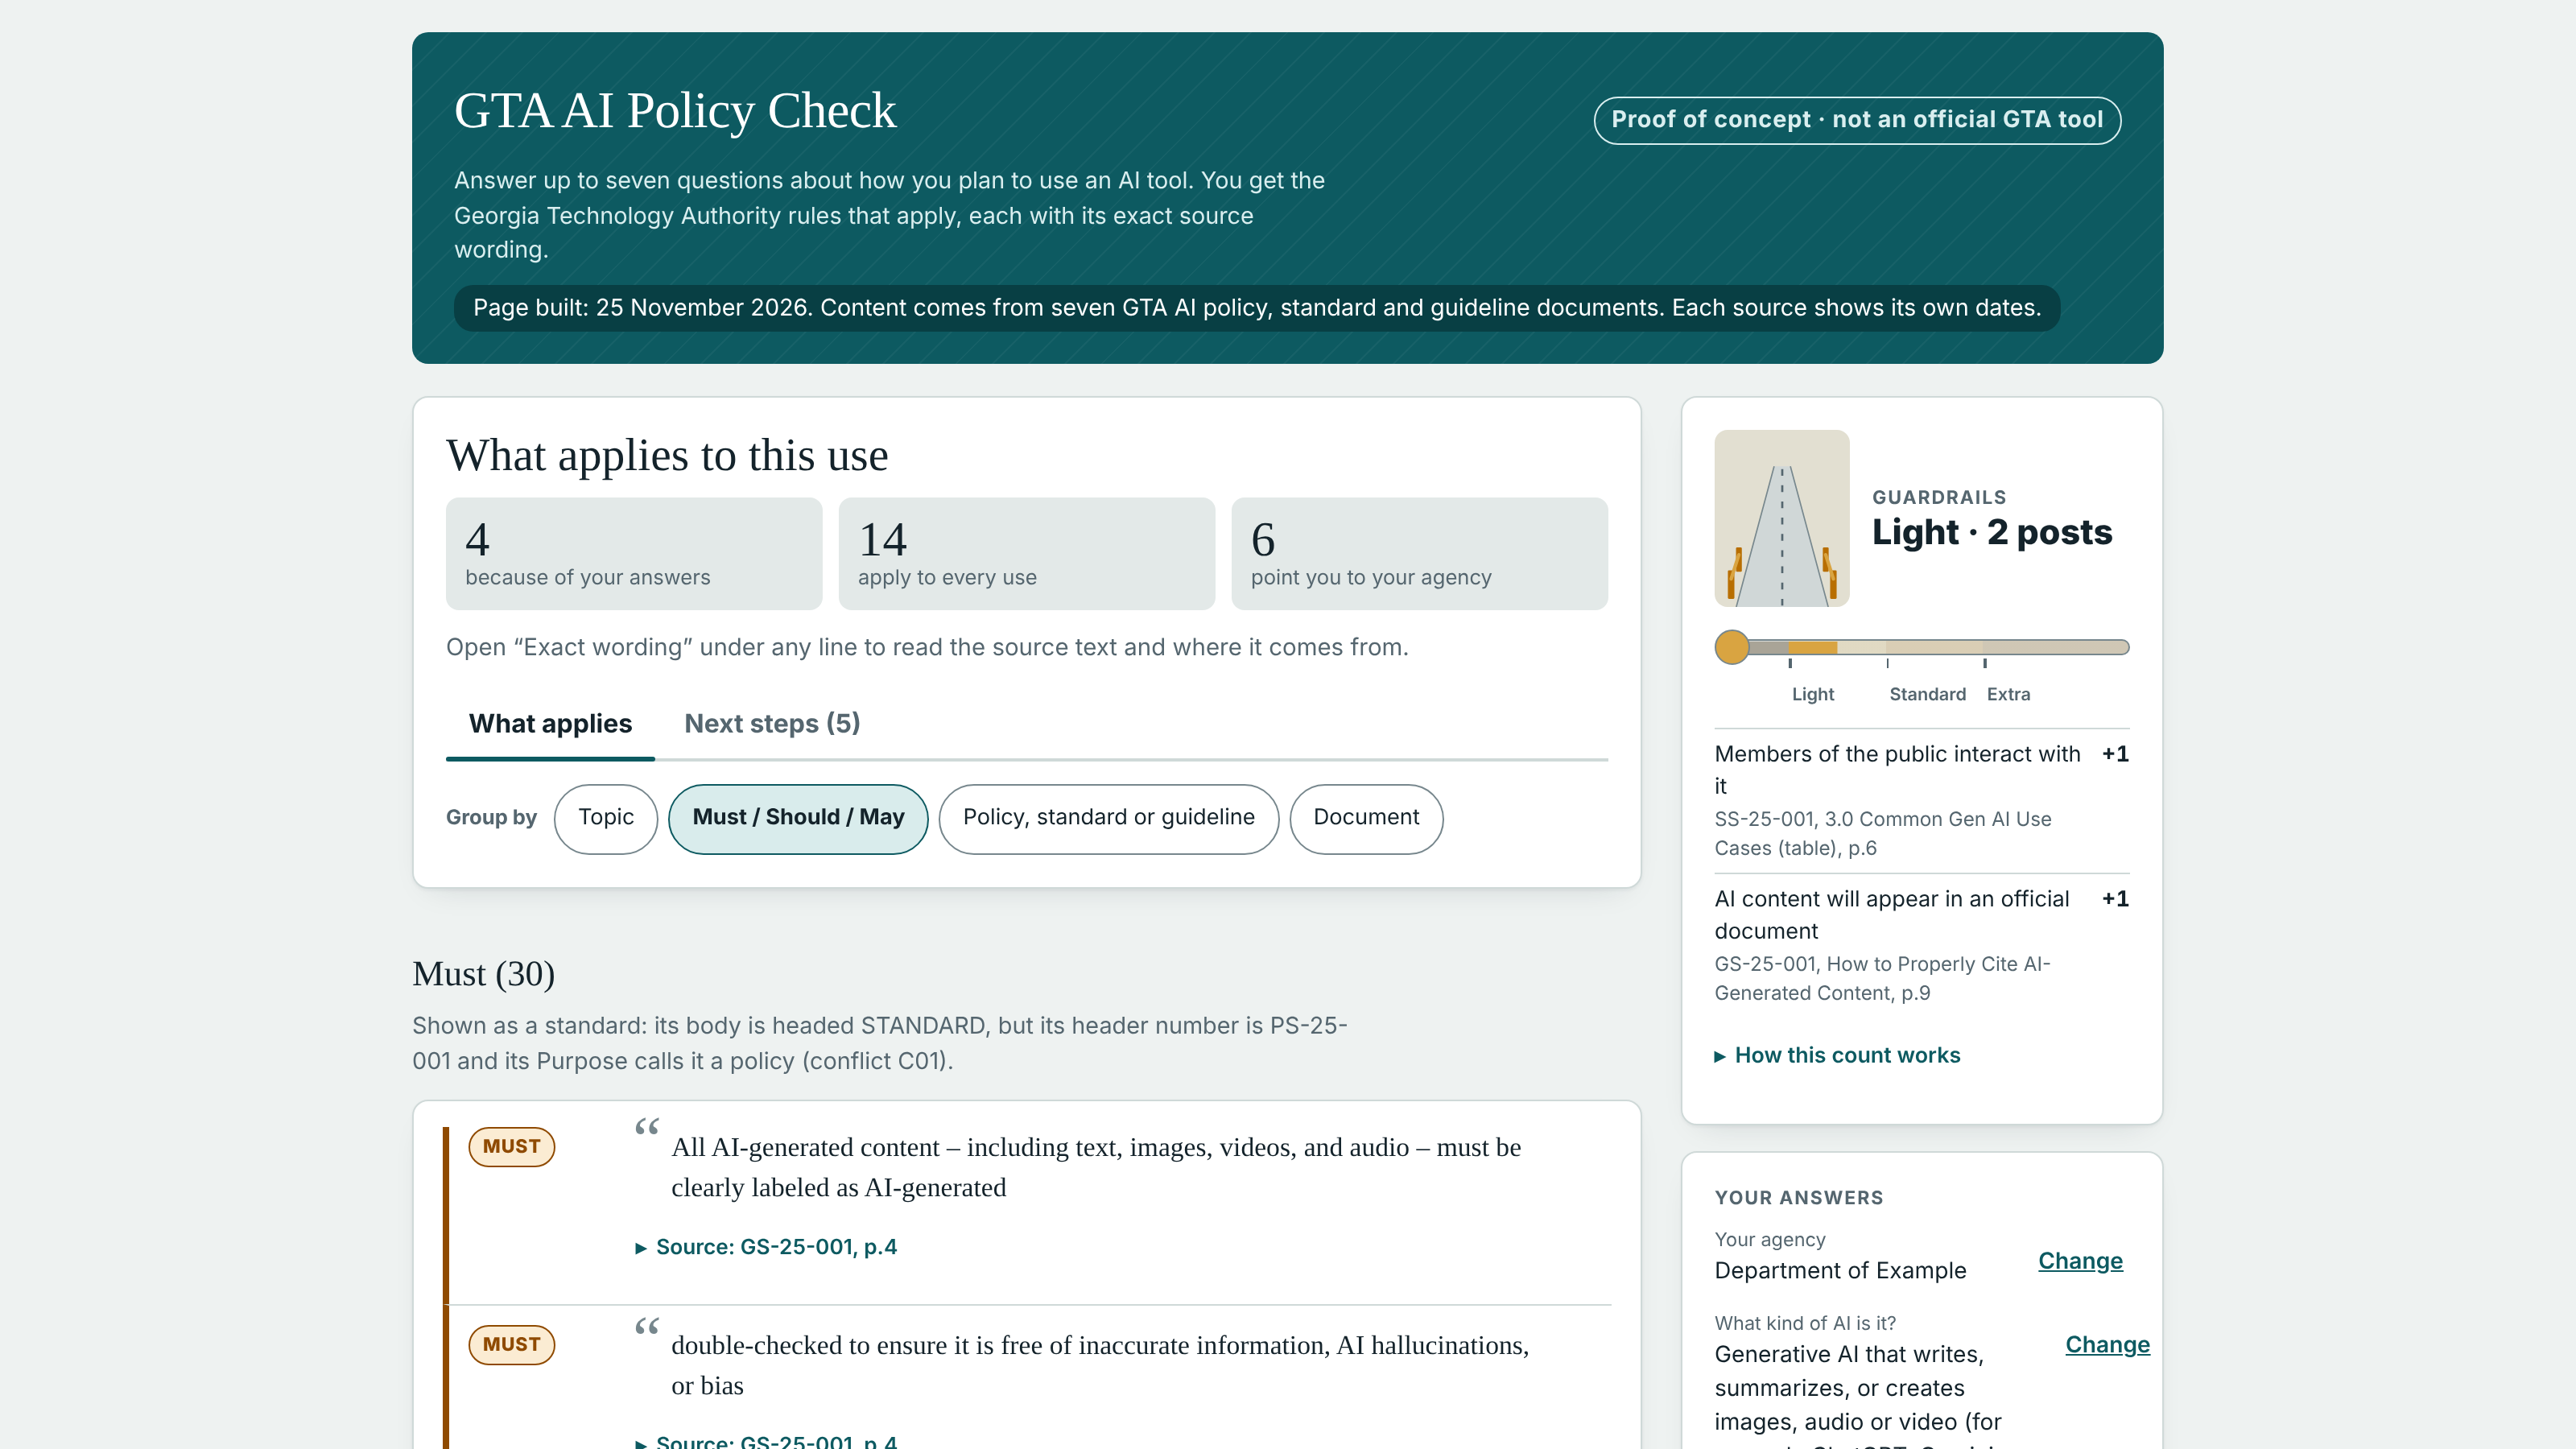 GTA AI Policy Check
Proof of concept · not an official GTA tool
Answer up to seven questions about how you plan to use an AI tool. You get the
Georgia Technology Authority rules that apply, each with its exact source
wording.
Page built: 25 November 2026. Content comes from seven GTA AI policy, standard and guideline documents. Each source shows its own dates.
What applies to this use
4
because of your answers
14
apply to every use
6
point you to your agency
Open “Exact wording” under any line to read the source text and where it comes from.
What applies
Next steps (5)
Group by
Topic
Must / Should / May
Policy, standard or guideline
Document
Must (30)
Shown as a standard: its body is headed STANDARD, but its header number is PS-25-
001 and its Purpose calls it a policy (conflict C01).
MUST
“ All AI-generated content – including text, images, videos, and audio – must be
clearly labeled as AI-generated
▸ Source: GS-25-001, p.4
MUST
“ double-checked to ensure it is free of inaccurate information, AI hallucinations,
or bias
▸ Source: GS-25-001, p.4
GUARDRAILS
Light · 2 posts
Light
Standard
Extra
Members of the public interact with +1
it
SS-25-001, 3.0 Common Gen AI Use
Cases (table), p.6
AI content will appear in an official +1
document
GS-25-001, How to Properly Cite AI-
Generated Content, p.9
▸ How this count works
YOUR ANSWERS
Your agency
Department of Example
Change
What kind of AI is it?
Change
Generative AI that writes,
summarizes, or creates
images, audio or video (for